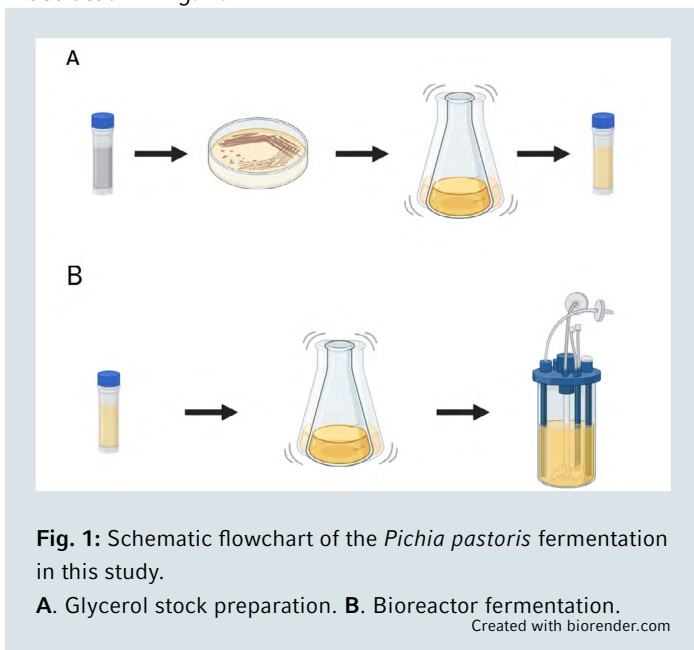 A
B
Fig. 1: Schematic flowchart of the Pichia pastoris fermentation
in this study.
A. Glycerol stock preparation. B. Bioreactor fermentation.
Created with biorender.com